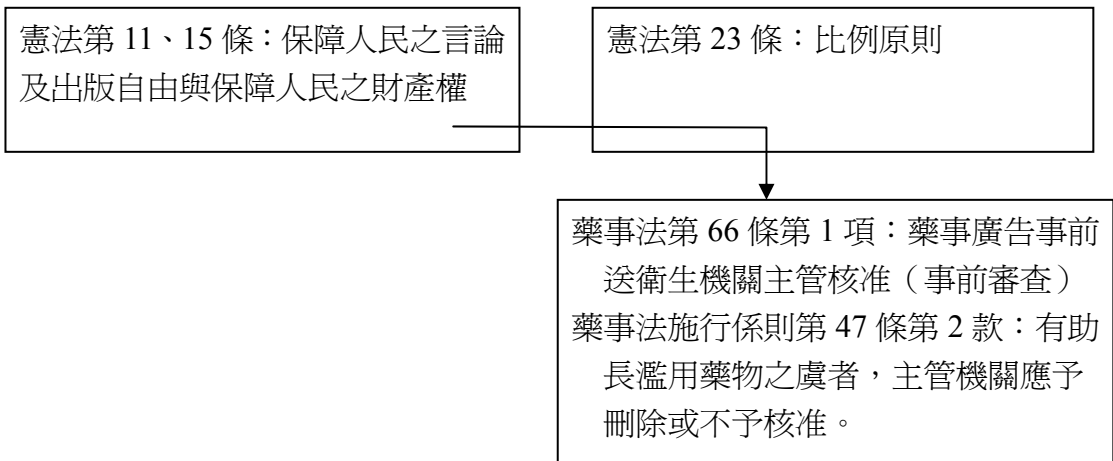 憲法第 11、15 條：保障人民之言論
及出版自由與保障人民之財產權
憲法第 23 條：比例原則
藥事法第 66 條第 1 項：藥事廣告事前
送衛生機關主管核准（事前審查）
藥事法施行係則第 47 條第 2 款：有助
長濫用藥物之虞者，主管機關應予
刪除或不予核准。